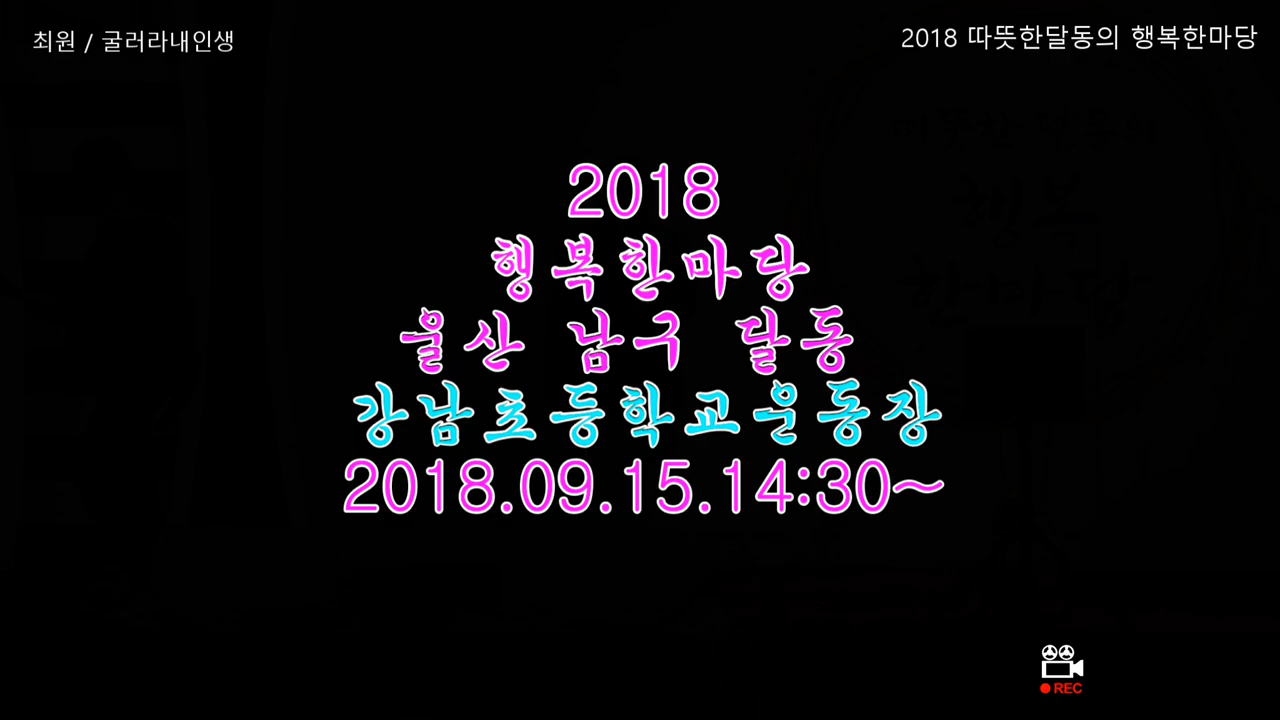 최원 / 굴러라내인생
2018 따뜻한달동의 행복한마당
2018
행복한마당
울산 남구 달동
강남초등학교운동장
2018.09.15.14:30~
REC